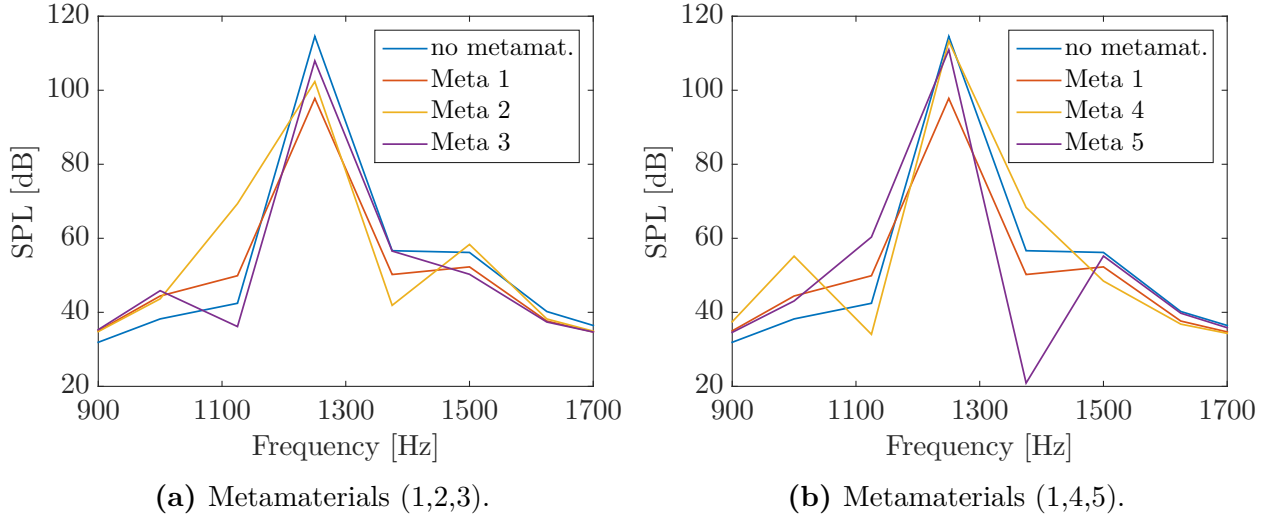 120
100
80
60
40
20
SPL [dB]
no metamat.
Meta 1
Meta 2
Meta 3
900 1100 1300 1500 1700
Frequency [Hz]
(a) Metamaterials (1,2,3).
120
100
80
60
40
20
SPL [dB]
no metamat.
Meta 1
Meta 4
Meta 5
900 1100 1300 1500 1700
Frequency [Hz]
(b) Metamaterials (1,4,5).